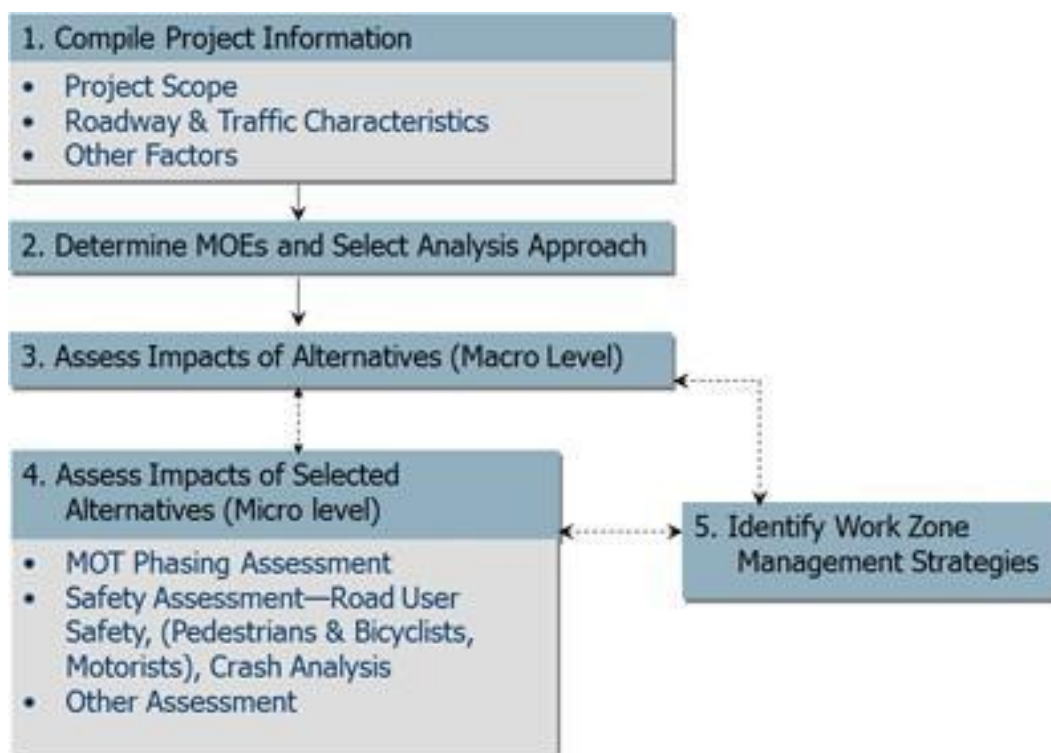 1. Compile Project Information
• Project Scope
• Roadway & Traffic Characteristics
• Other Factors
2. Determine MOEs and Select Analysis Approach
3. Assess Impacts of Alternatives (Macro Level)
4. Assess Impacts of Selected
Alternatives (Micro level)
• MOT Phasing Assessment
• Safety Assessment—Road User
Safety, (Pedestrians & Bicyclists,
Motorists), Crash Analysis
• Other Assessment
5. Identify Work Zone
Management Strategies